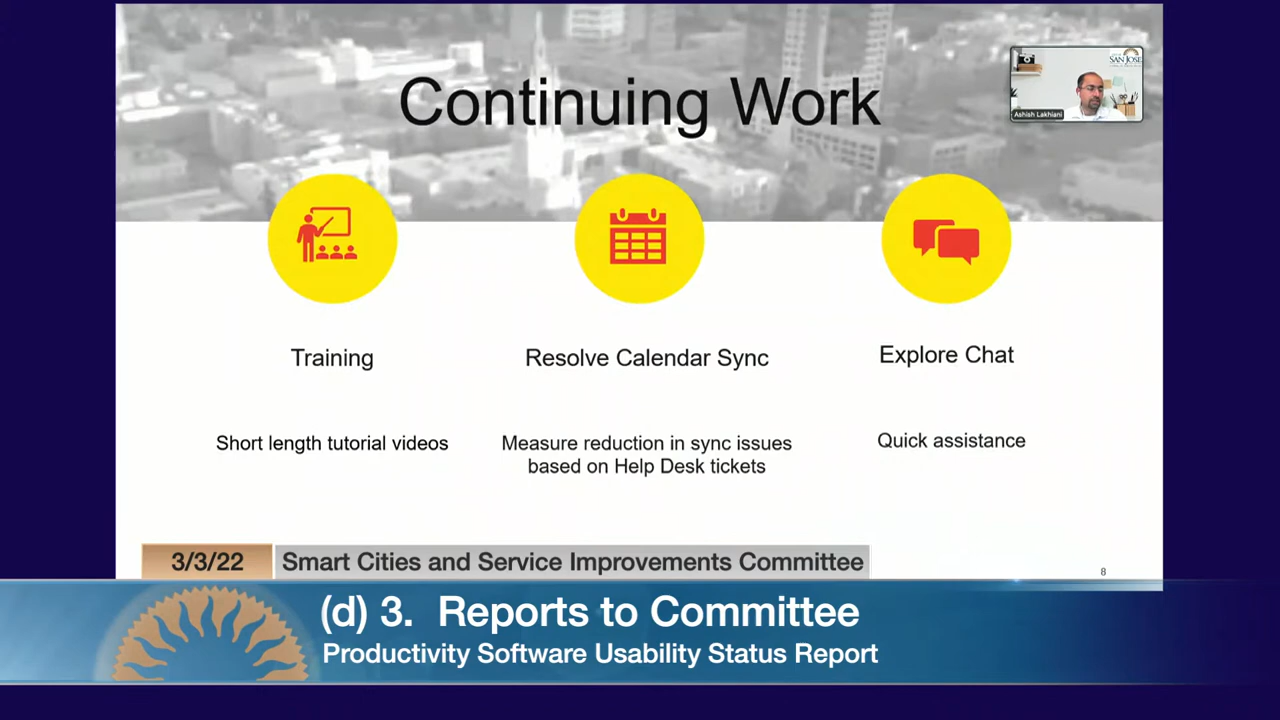 Continuing Work
SAN JOSE
Ashish Lakhiani
Training
Resolve Calendar Sync
Explore Chat
Short length tutorial videos
Measure reduction in sync issues
based on Help Desk tickets
Quick assistance
3/3/22
Smart Cities and Service Improvements Committee
8
(d) 3. Reports to Committee
Productivity Software Usability Status Report